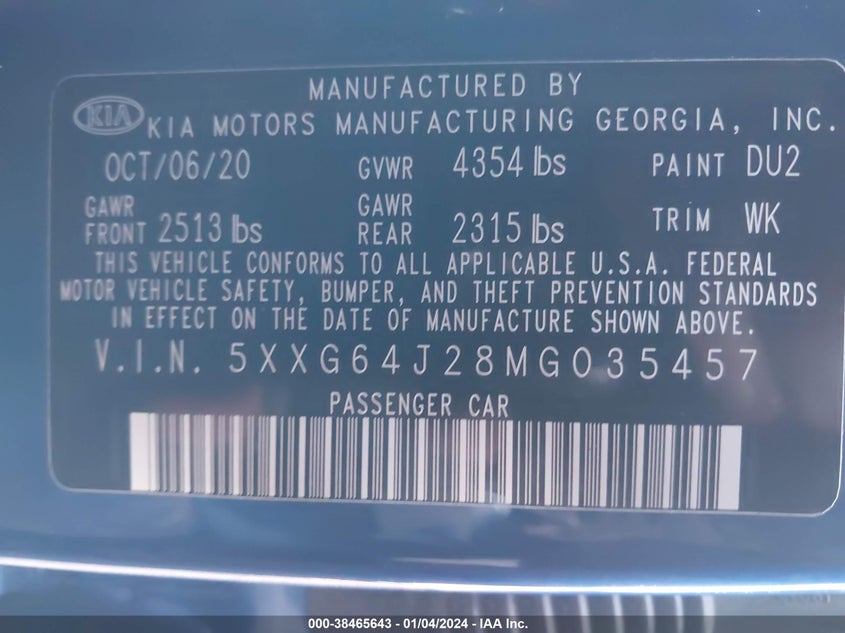 MANUFACTURED BY
KIA KIA MOTORS MANUFACTURING GEORGIA, INC.
OCT/06/20 GVWR 4354 lbs PAINT DU2
GAWR FRONT 2513 lbs GAWR REAR 2315 lbs TRIM WK
THIS VEHICLE CONFORMS TO ALL APPLICABLE U.S.A. FEDERAL
MOTOR VEHICLE SAFETY, BUMPER, AND THEFT PREVENTION STANDARDS
IN EFFECT ON THE DATE OF MANUFACTURE SHOWN ABOVE.
V.I.N. 5XXG64J28MG035457
PASSENGER CAR
000-38465643 - 01/04/2024 - IAA Inc.